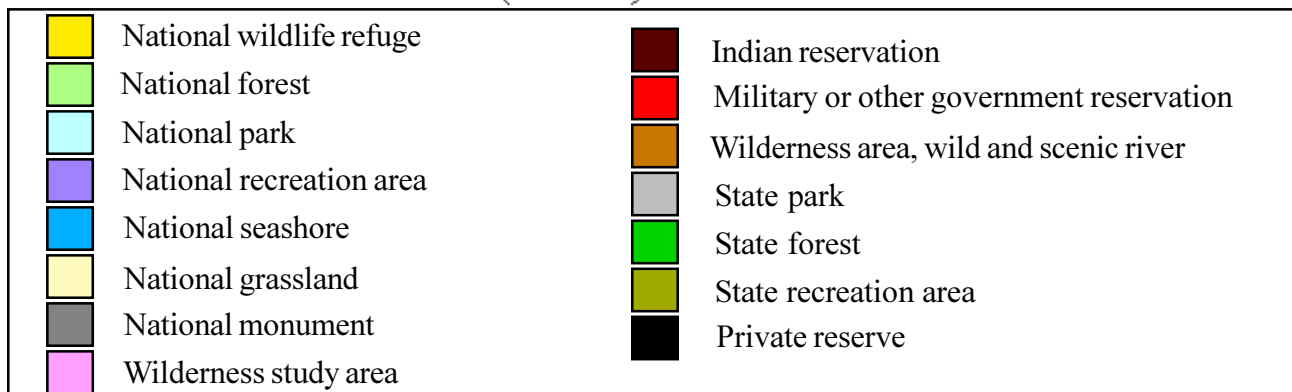 National wildlife refuge
National forest
National park
National recreation area
National seashore
National grassland
National monument
Wilderness study area
Indian reservation
Military or other government reservation
Wilderness area, wild and scenic river
State park
State forest
State recreation area
Private reserve